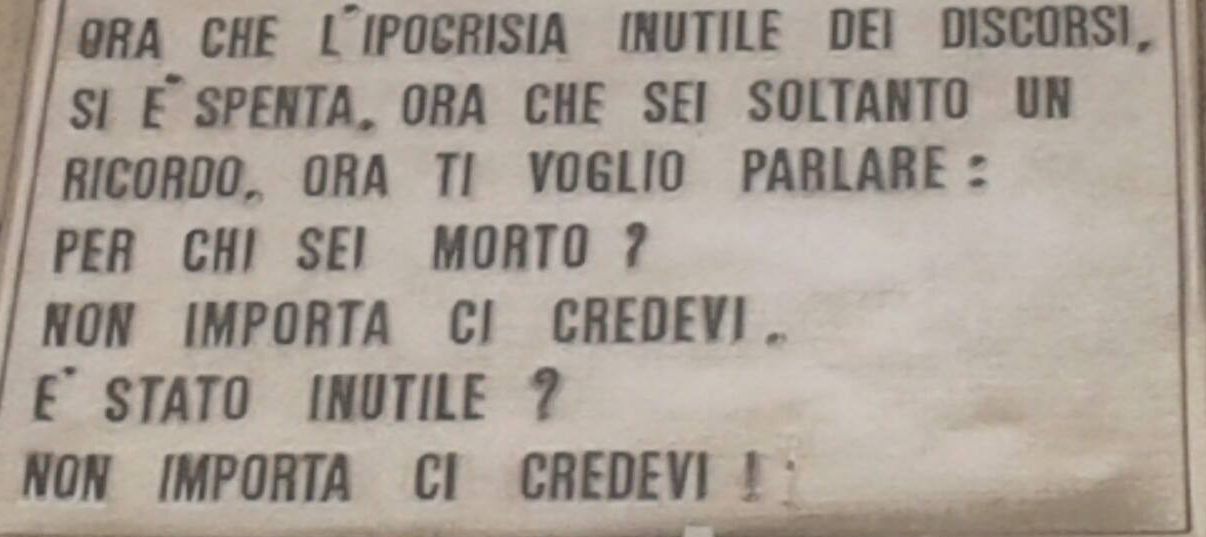 ORA CHE L'IPOCRISIA INUTILE DEI DISCORSI,
SI E' SPENTA, ORA CHE SEI SOLTANTO UN
RICORDO, ORA TI VOGLIO PARLARE :
PER CHI SEI MORTO ?
NON IMPORTA CI CREDEVI.
E' STATO INUTILE ?
NON IMPORTA CI CREDEVI !